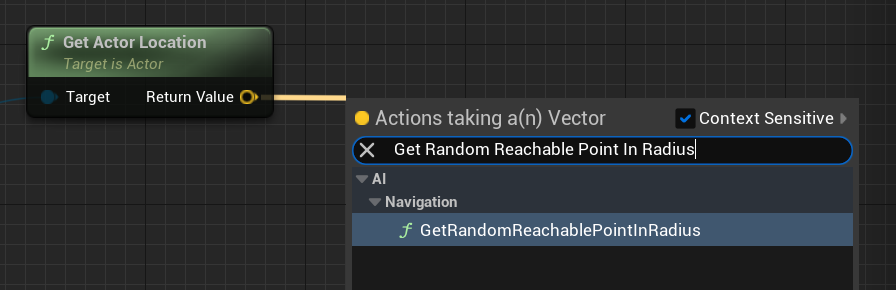 Get Actor Location
Target is Actor
Target Return Value
Actions taking a(n) Vector Context Sensitive
Get Random Reachable Point In Radius
AI
Navigation
GetRandomReachablePointInRadius